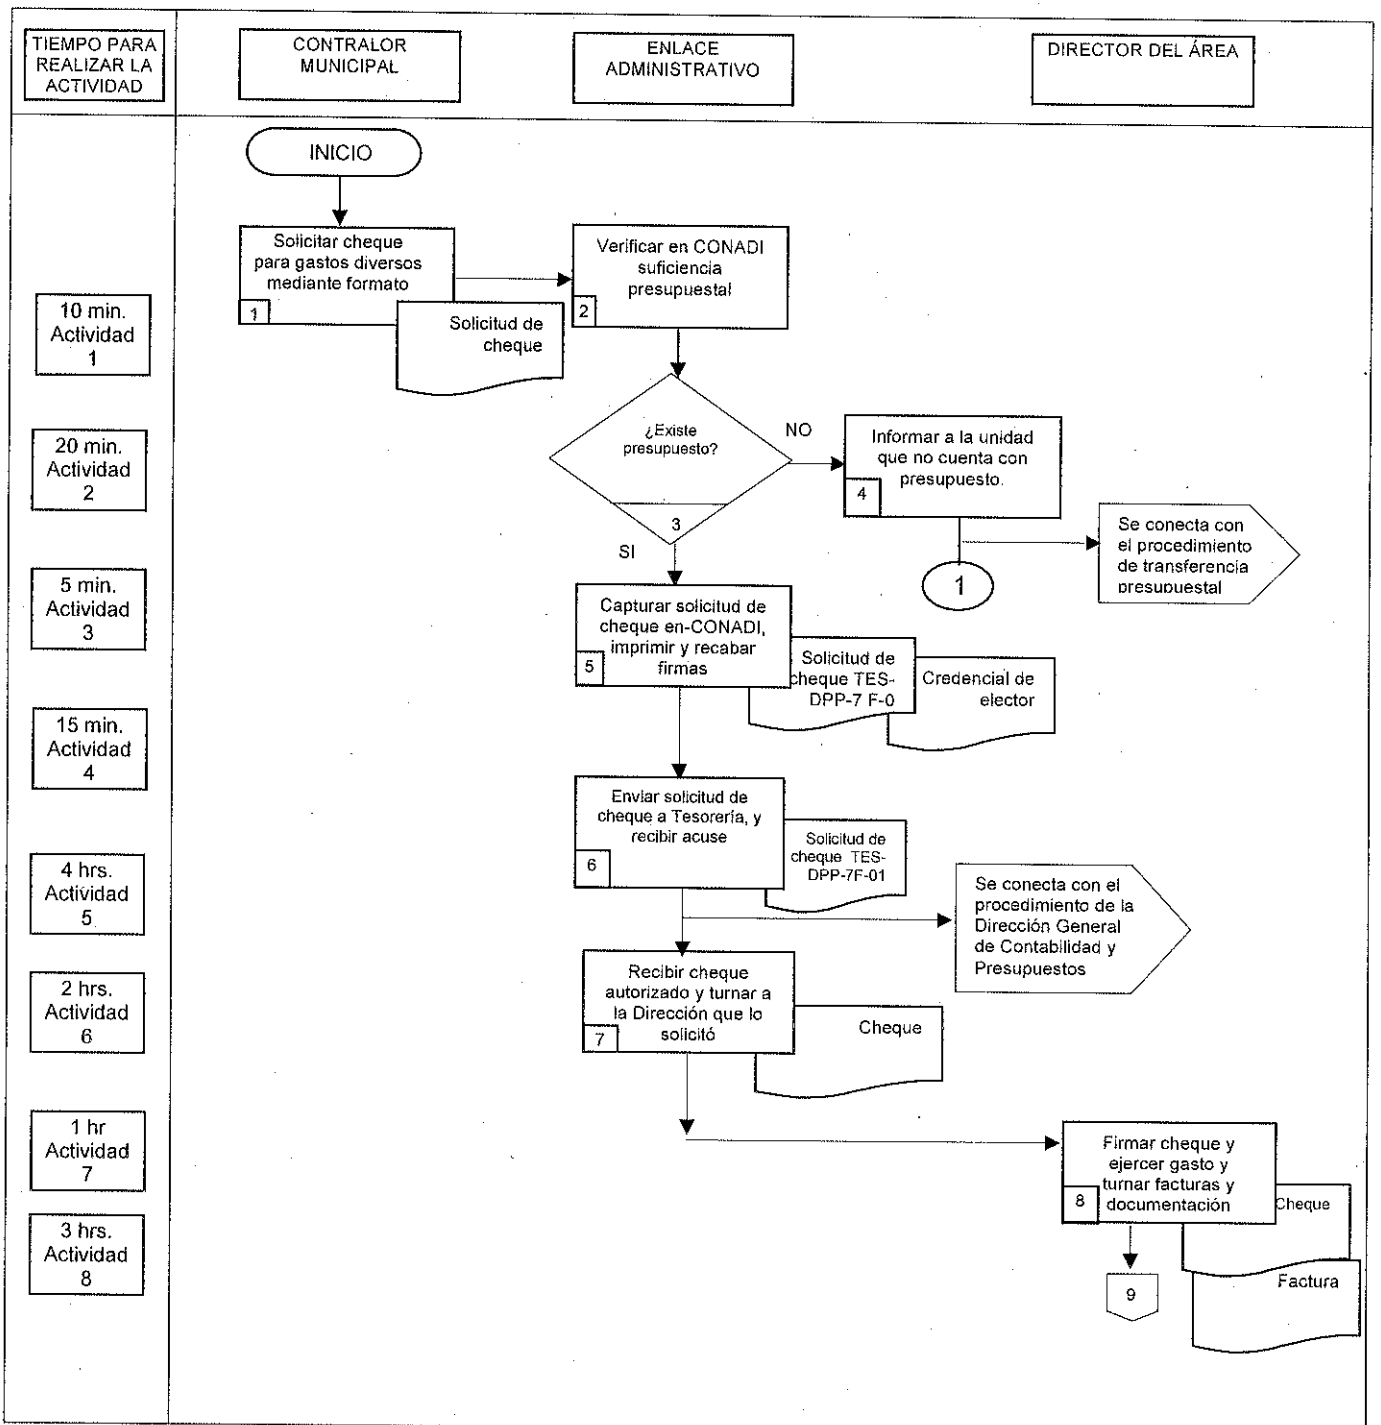 TIEMPO PARA
REALIZAR LA
ACTIVIDAD
CONTRALOR
MUNICIPAL
ENLACE
ADMINISTRATIVO
DIRECTOR DEL ÁREA
INICIO
Solicitar cheque
para gastos diversos
mediante formato
1
Solicitud de
cheque
Verificar en CONADI
suficiencia
presupuestal
2
10 min.
Actividad
1
¿Existe
presupuesto?
3
NO
SI
Informar a la unidad
que no cuenta con
presupuesto.
4
20 min.
Actividad
2
Se conecta con
el procedimiento
de transferencia
presupuestal
1
5 min.
Actividad
3
Capturar solicitud de
cheque en-CONADI,
imprimir y recabar
firmas
5
Solicitud de
cheque TES-
DPP-7 F-0
Credencial de
elector
15 min.
Actividad
4
Enviar solicitud de
cheque a Tesorería, y
recibir acuse
6
Solicitud de
cheque TES-
DPP-7F-01
4 hrs.
Actividad
5
Se conecta con el
procedimiento de la
Dirección General
de Contabilidad y
Presupuestos
Recibir cheque
autorizado y turnar a
la Dirección que lo
solicitó
7
Cheque
2 hrs.
Actividad
6
1 hr
Actividad
7
Firmar cheque y
ejercer gasto y
turnar facturas y
documentación
8
Cheque
Factura
3 hrs.
Actividad
8
9